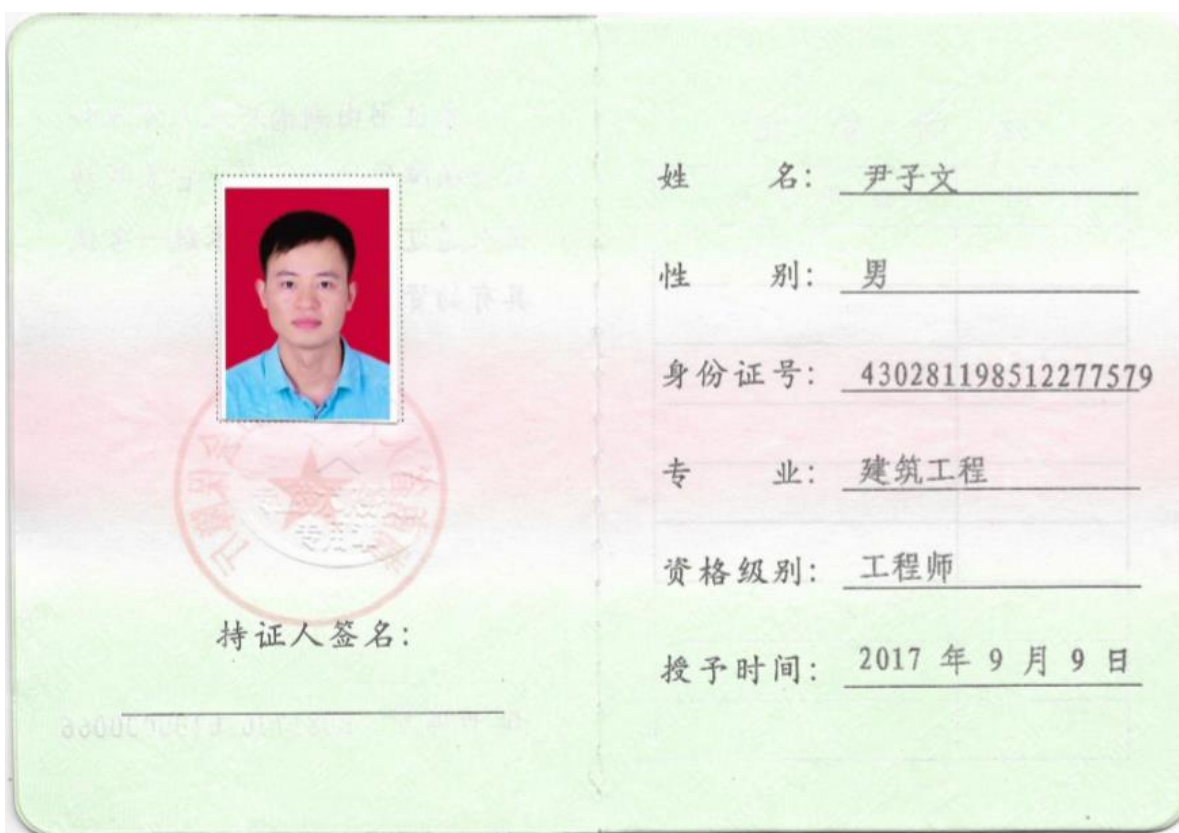 持证人签名:
姓 名: 尹子文
性 别: 男
身份证号: 430281198512277579
专 业: 建筑工程
资格级别: 工程师
授予时间: 2017 年 9 月 9 日